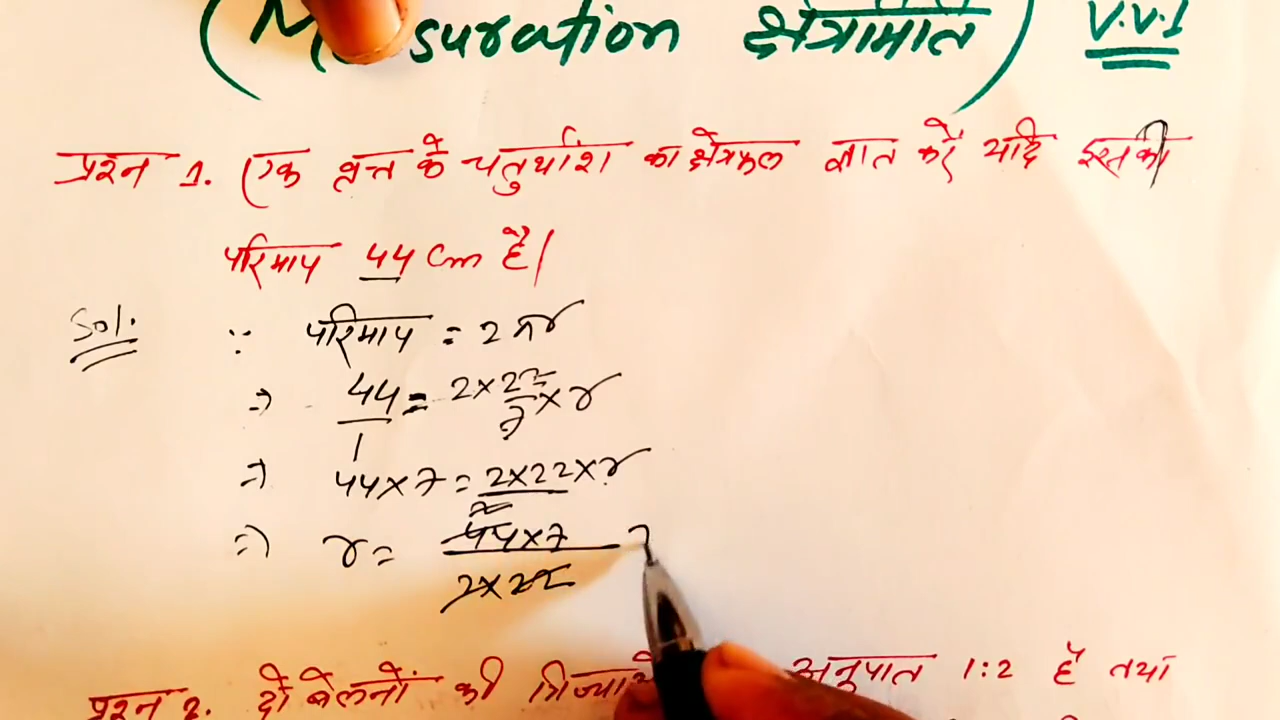 (M suration क्षेत्रमिति) V.V.I
प्रश्न 1. एक वृत्त के चतुर्थांश का क्षेत्रफल ज्ञात करें यदि इसकी
परिमाप 44 cm है।
Sol. ∵ परिमाप = 2πr
⇒ 44/1 = 2×22/7 × r
⇒ 44×7 = 2×22×r
⇒ r = 44×7/2×22
प्रश्न 2. दो बेलनों की अनुपात 1:2 है तथा